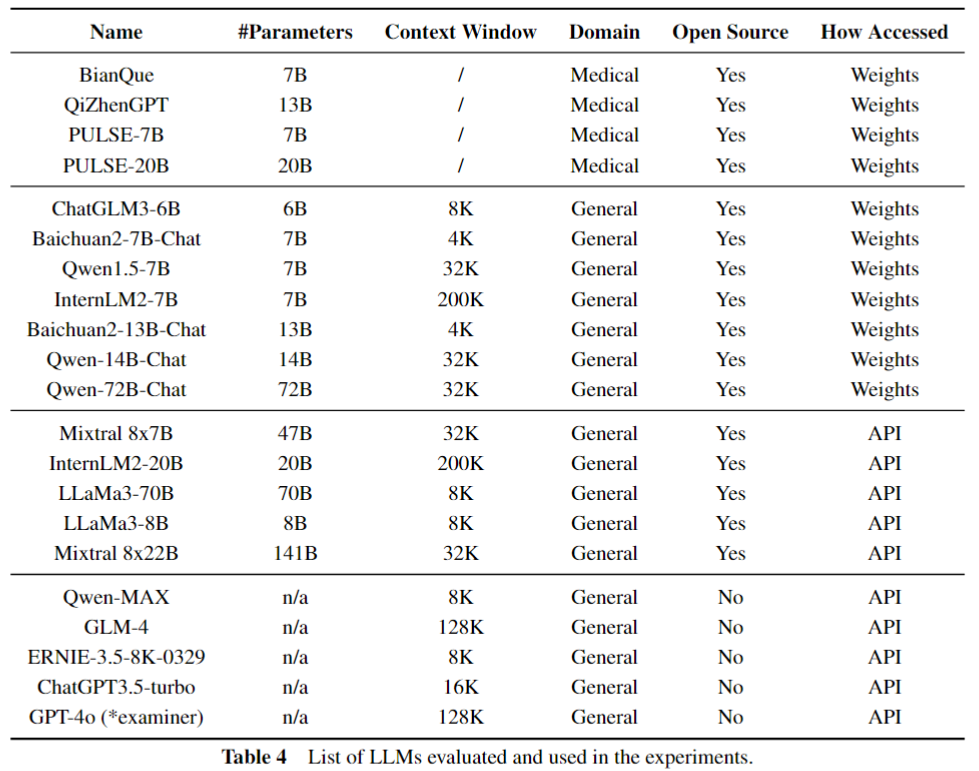 Name #Parameters Context Window Domain Open Source How Accessed
BianQue 7B / Medical Yes Weights
QiZhenGPT 13B / Medical Yes Weights
PULSE-7B 7B / Medical Yes Weights
PULSE-20B 20B / Medical Yes Weights
ChatGLM3-6B 6B 8K General Yes Weights
Baichuan2-7B-Chat 7B 4K General Yes Weights
Qwen1.5-7B 7B 32K General Yes Weights
InternLM2-7B 7B 200K General Yes Weights
Baichuan2-13B-Chat 13B 4K General Yes Weights
Qwen-14B-Chat 14B 32K General Yes Weights
Qwen-72B-Chat 72B 32K General Yes Weights
Mixtral 8x7B 47B 32K General Yes API
InternLM2-20B 20B 200K General Yes API
LLaMa3-70B 70B 8K General Yes API
LLaMa3-8B 8B 8K General Yes API
Mixtral 8x22B 141B 32K General Yes API
Qwen-MAX n/a 8K General No API
GLM-4 n/a 128K General No API
ERNIE-3.5-8K-0329 n/a 8K General No API
ChatGPT3.5-turbo n/a 16K General No API
GPT-4o (*examiner) n/a 128K General No API
Table 4 List of LLMs evaluated and used in the experiments.